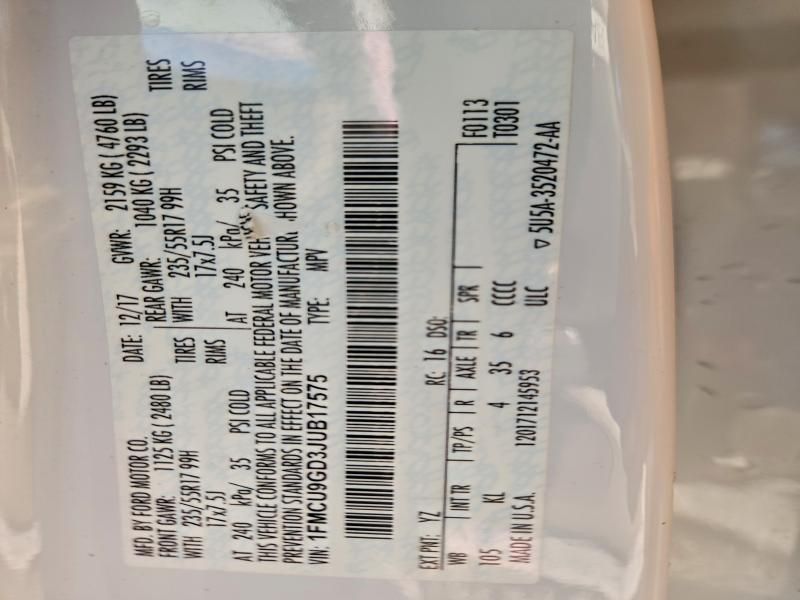 MFD. BY FORD MOTOR CO. DATE: 12/17 GVWR: 2159 KG ( 4760 LB)
FRONT GAWR: 1125 KG ( 2480 LB) REAR GAWR: 1040 KG ( 2293 LB)
WITH 235/55R17 99H TIRES WITH 235/55R17 99H TIRES
17x7.5J RIMS 17x7.5J RIMS
AT 240 kPa/ 35 PSI COLD AT 240 kPa/ 35 PSI COLD
THIS VEHICLE CONFORMS TO ALL APPLICABLE FEDERAL MOTOR SAFETY AND THEFT
PREVENTION STANDARDS IN EFFECT ON THE DATE OF MANUFACTUR SHOWN ABOVE.
VIN: 1FMCU9GD3JUB17575 TYPE: MPV
EXT PNT: YZ RC: 16 DSO: F0113
WB INT TR TP/PS R AXLE TR SPR T0301
105 KL 4 35 6 CCCC
MADE IN U.S.A. 1201712145953 ULC ▽ 5U5A-3520472-AA